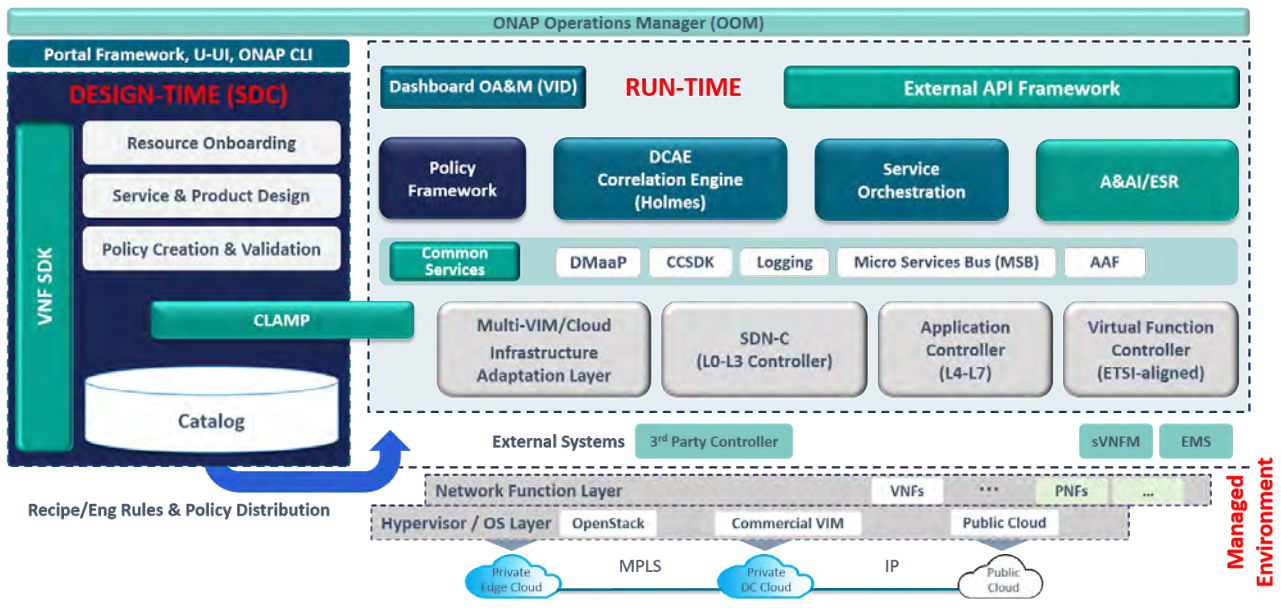 ONAP Operations Manager (OOM)
Portal Framework, U-UI, ONAP CLI
DESIGN-TIME (SDC)
VNF SDK
Resource Onboarding
Service & Product Design
Policy Creation & Validation
CLAMP
Catalog
Recipe/Eng Rules & Policy Distribution
Dashboard OA&M (VID)
RUN-TIME
External API Framework
Policy
Framework
DCAE
Correlation Engine
(Holmes)
Service
Orchestration
A&AI/ESR
Common
Services
DMaaP
CCSDK
Logging
Micro Services Bus (MSB)
AAF
Multi-VIM/Cloud
Infrastructure
Adaptation Layer
SDN-C
(L0-L3 Controller)
Application
Controller
(L4-L7)
Virtual Function
Controller
(ETSI-aligned)
External Systems
3rd Party Controller
sVNFM
EMS
Network Function Layer
VNFs
...
PNFs
...
Hypervisor / OS Layer
OpenStack
Commercial VIM
Public Cloud
Private
Edge Cloud
MPLS
Private
DC Cloud
IP
Public
Cloud
Managed
Environment